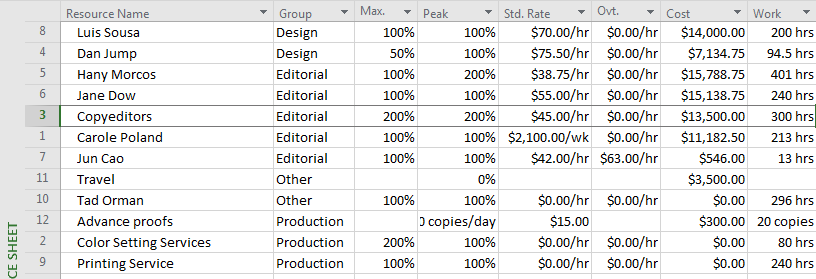 Resource Name Group Max. Peak Std. Rate Ovt. Cost Work
8 Luis Sousa Design 100% 100% $70.00/hr $0.00/hr $14,000.00 200 hrs
4 Dan Jump Design 50% 100% $75.50/hr $0.00/hr $7,134.75 94.5 hrs
5 Hany Morcos Editorial 100% 200% $38.75/hr $0.00/hr $15,788.75 401 hrs
6 Jane Dow Editorial 100% 100% $55.00/hr $0.00/hr $15,138.75 240 hrs
3 Copyeditors Editorial 200% 200% $45.00/hr $0.00/hr $13,500.00 300 hrs
1 Carole Poland Editorial 100% 100% $2,100.00/wk $0.00/hr $11,182.50 213 hrs
7 Jun Cao Editorial 100% 100% $42.00/hr $63.00/hr $546.00 13 hrs
11 Travel Other 0% $3,500.00
10 Tad Orman Other 100% 100% $0.00/hr $0.00/hr $0.00 296 hrs
12 Advance proofs Production copies/day $15.00 $300.00 20 copies
2 Color Setting Services Production 200% 100% $0.00/hr $0.00/hr $0.00 80 hrs
9 Printing Service Production 100% 100% $0.00/hr $0.00/hr $0.00 240 hrs
CE SHEET